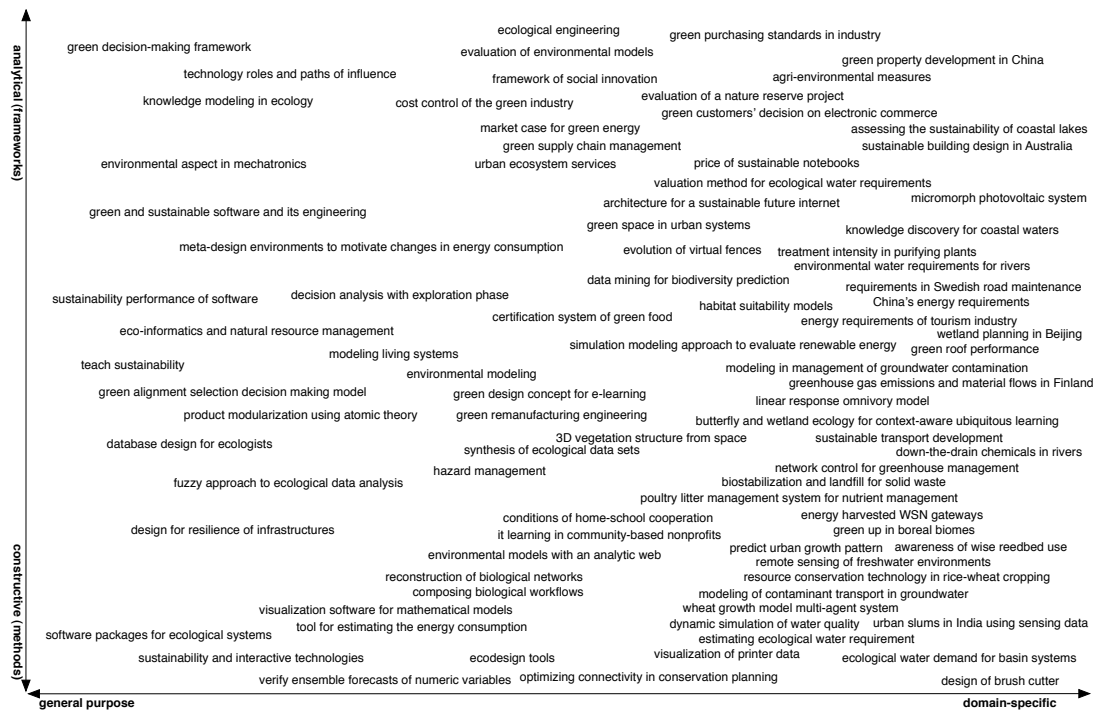 ecological engineering
green purchasing standards in industry
green decision-making framework
evaluation of environmental models
green property development in China
technology roles and paths of influence
framework of social innovation
agri-environmental measures
knowledge modeling in ecology
cost control of the green industry
evaluation of a nature reserve project
green customers' decision on electronic commerce
market case for green energy
assessing the sustainability of coastal lakes
green supply chain management
sustainable building design in Australia
environmental aspect in mechatronics
urban ecosystem services
price of sustainable notebooks
valuation method for ecological water requirements
architecture for a sustainable future internet
micromorph photovoltaic system
green and sustainable software and its engineering
green space in urban systems
knowledge discovery for coastal waters
meta-design environments to motivate changes in energy consumption
evolution of virtual fences
treatment intensity in purifying plants
environmental water requirements for rivers
data mining for biodiversity prediction
requirements in Swedish road maintenance
sustainability performance of software
decision analysis with exploration phase
habitat suitability models
China's energy requirements
certification system of green food
energy requirements of tourism industry
eco-informatics and natural resource management
wetland planning in Beijing
simulation modeling approach to evaluate renewable energy
green roof performance
modeling living systems
teach sustainability
environmental modeling
modeling in management of groundwater contamination
greenhouse gas emissions and material flows in Finland
green alignment selection decision making model
green design concept for e-learning
linear response omnivory model
product modularization using atomic theory
green remanufacturing engineering
butterfly and wetland ecology for context-aware ubiquitous learning
database design for ecologists
3D vegetation structure from space
sustainable transport development
synthesis of ecological data sets
down-the-drain chemicals in rivers
hazard management
network control for greenhouse management
fuzzy approach to ecological data analysis
biostabilization and landfill for solid waste
poultry litter management system for nutrient management
conditions of home-school cooperation
energy harvested WSN gateways
design for resilience of infrastructures
it learning in community-based nonprofits
green up in boreal biomes
environmental models with an analytic web
predict urban growth pattern
awareness of wise reedbed use
remote sensing of freshwater environments
reconstruction of biological networks
resource conservation technology in rice-wheat cropping
composing biological workflows
modeling of contaminant transport in groundwater
visualization software for mathematical models
wheat growth model multi-agent system
software packages for ecological systems
tool for estimating the energy consumption
dynamic simulation of water quality
urban slums in India using sensing data
estimating ecological water requirement
sustainability and interactive technologies
ecodesign tools
visualization of printer data
ecological water demand for basin systems
verify ensemble forecasts of numeric variables
optimizing connectivity in conservation planning
design of brush cutter
analytical (frameworks)
constructive (methods)
general purpose
domain-specific